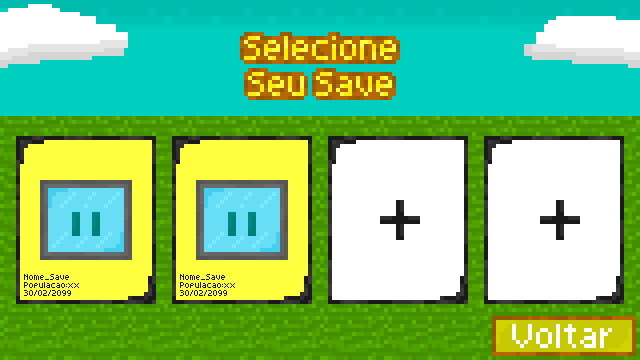 Selecione
Seu Save
Nome_Save
Populacao:xx
30/02/2099
Nome_Save
Populacao:xx
30/02/2099
Voltar